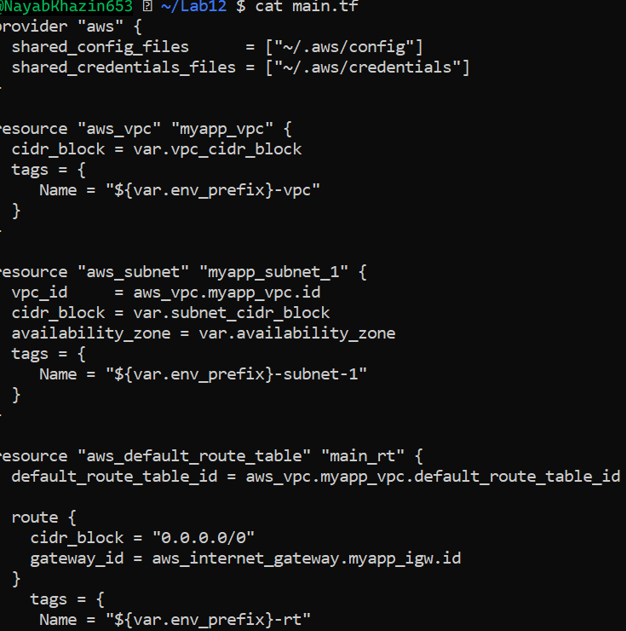 @NayabKhazin653 ~/Lab12 $ cat main.tf
provider "aws" {
  shared_config_files      = ["~/.aws/config"]
  shared_credentials_files = ["~/.aws/credentials"]
}
resource "aws_vpc" "myapp_vpc" {
  cidr_block = var.vpc_cidr_block
  tags = {
     Name = "${var.env_prefix}-vpc"
  }
}
resource "aws_subnet" "myapp_subnet_1" {
  vpc_id     = aws_vpc.myapp_vpc.id
  cidr_block = var.subnet_cidr_block
  availability_zone = var.availability_zone
  tags = {
     Name = "${var.env_prefix}-subnet-1"
  }
}
resource "aws_default_route_table" "main_rt" {
  default_route_table_id = aws_vpc.myapp_vpc.default_route_table_id
  route {
    cidr_block = "0.0.0.0/0"
    gateway_id = aws_internet_gateway.myapp_igw.id
  }
    tags = {
     Name = "${var.env_prefix}-rt"